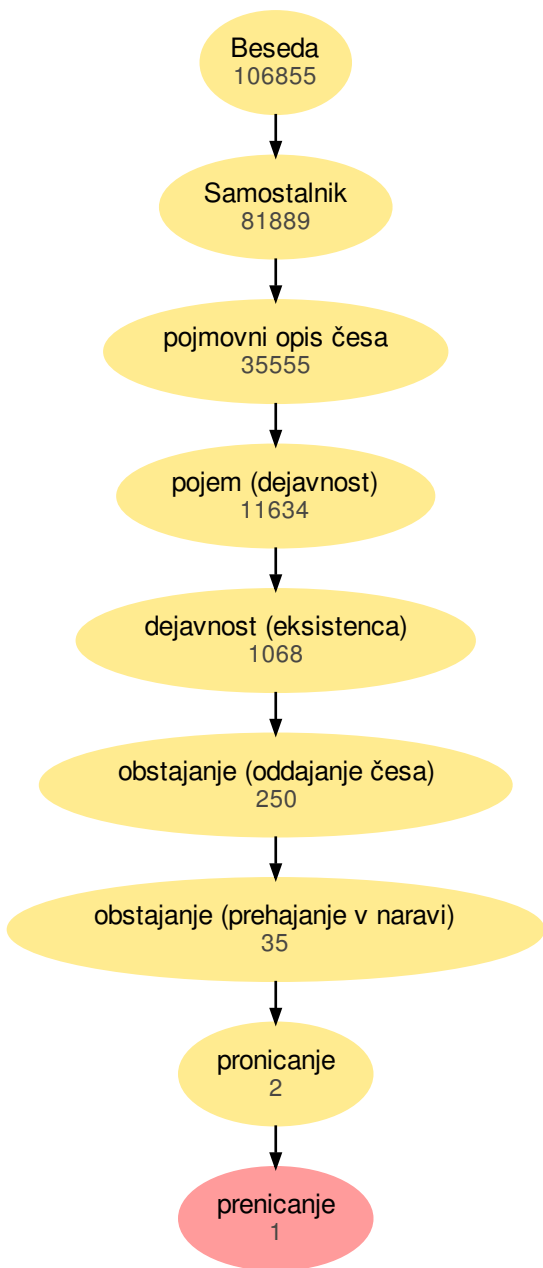 Beseda
106855
Samostalnik
81889
pojmovni opis česa
35555
pojem (dejavnost)
11634
dejavnost (eksistenca)
1068
obstajanje (oddajanje česa)
250
obstajanje (prehajanje v naravi)
35
pronicanje
2
prenicanje
1